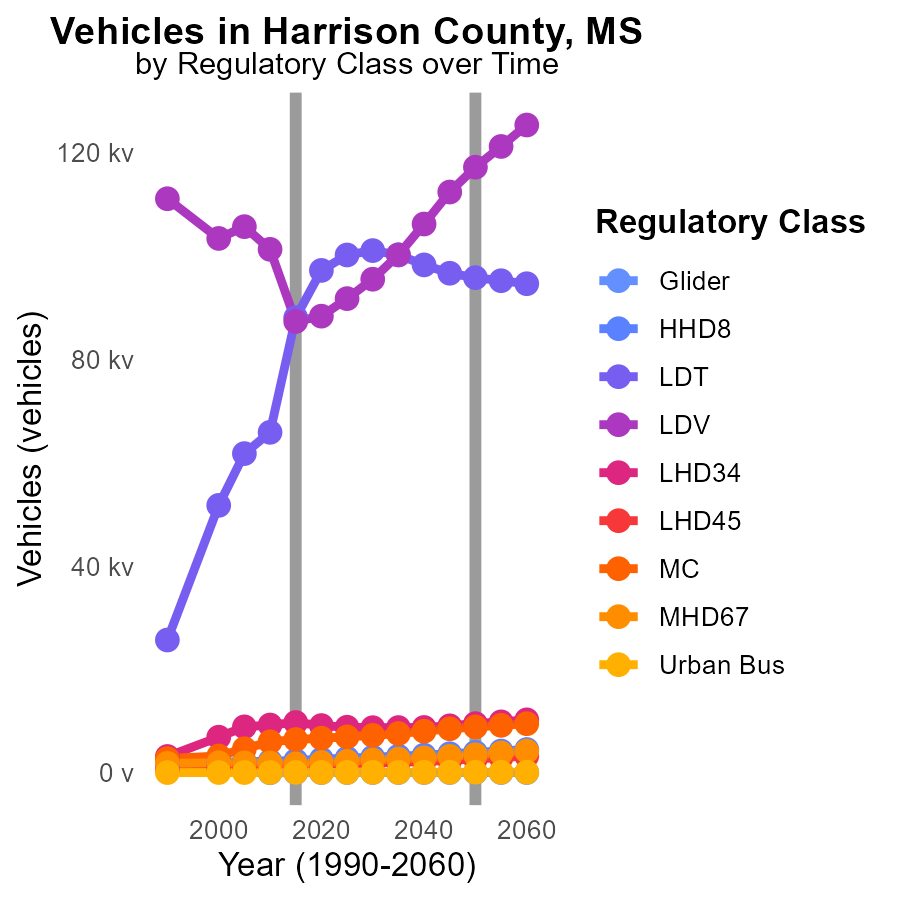 Vehicles in Harrison County, MS
by Regulatory Class over Time
120 kv
80 kv
40 kv
0 v
Vehicles (vehicles)
2000 2020 2040 2060
Year (1990-2060)
Regulatory Class
Glider
HHD8
LDT
LDV
LHD34
LHD45
MC
MHD67
Urban Bus